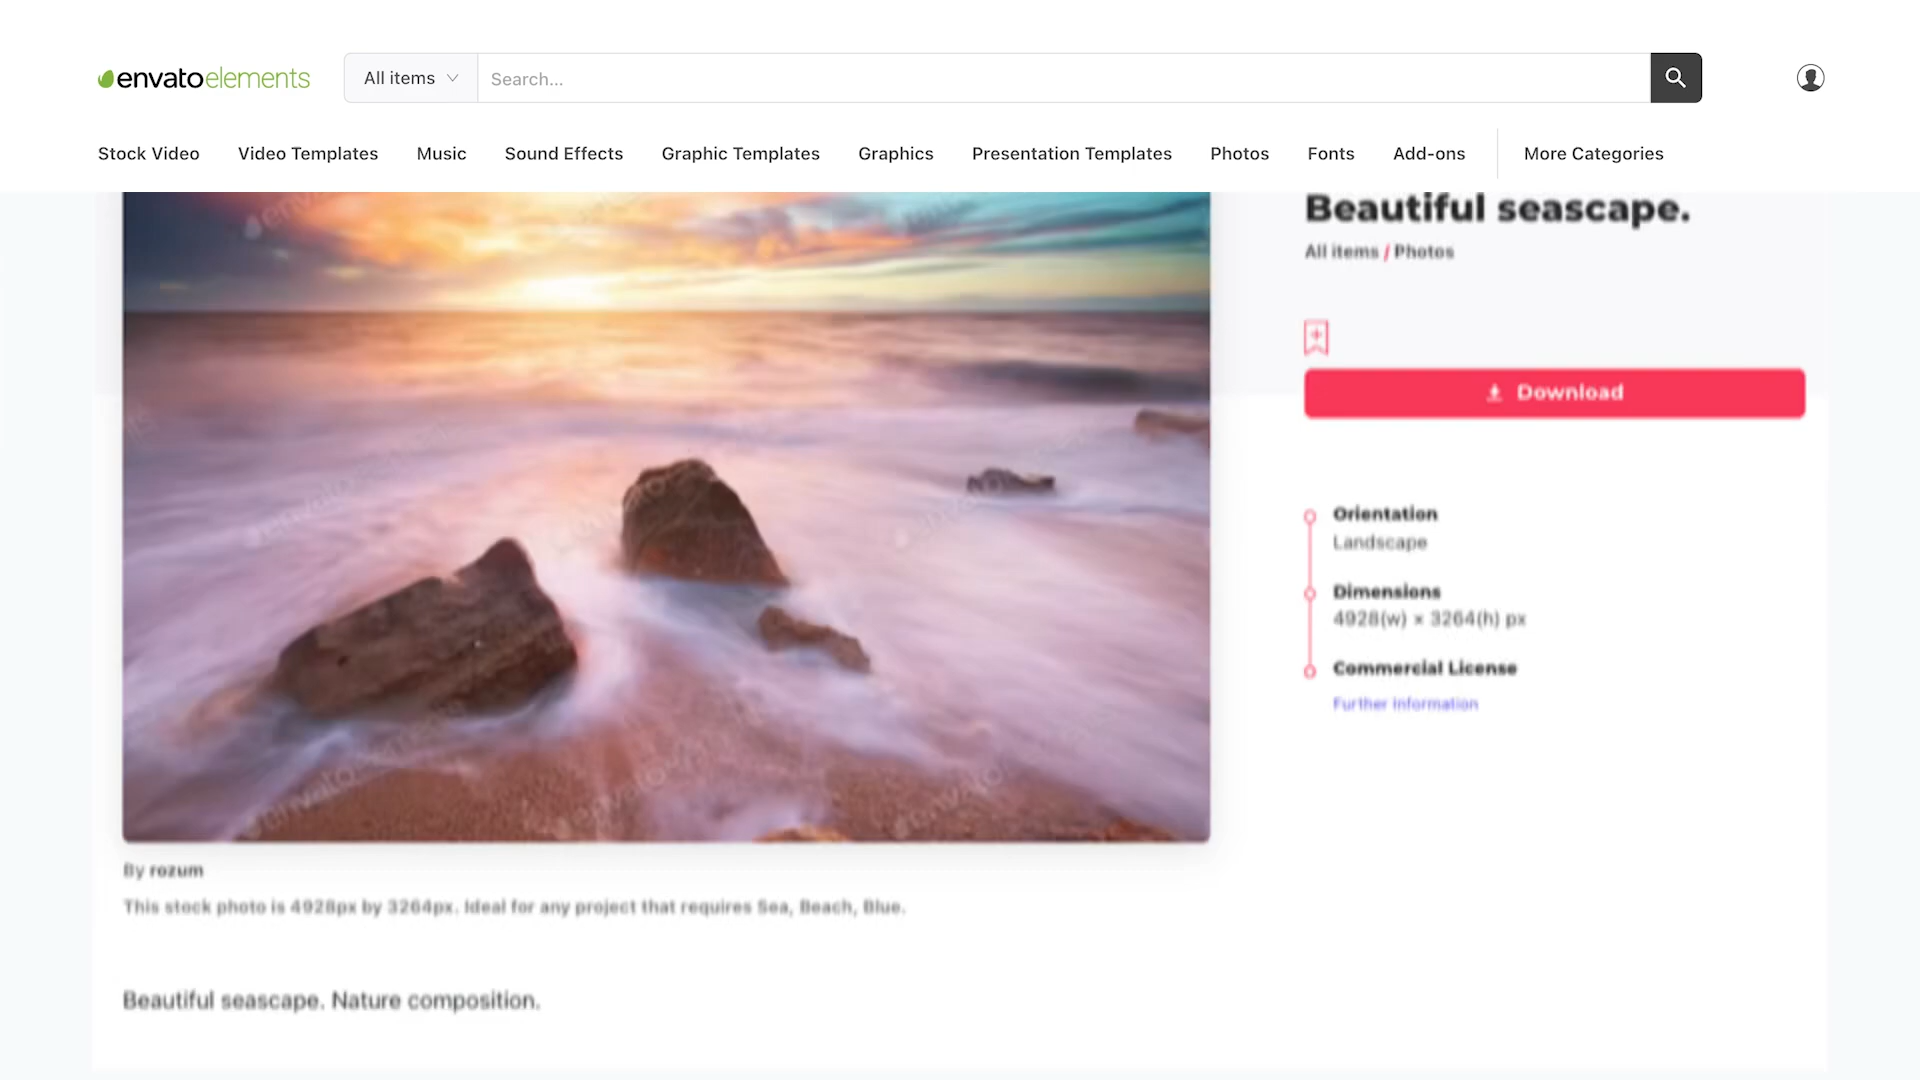 envatoelements
All items
Search...
Stock Video Video Templates Music Sound Effects Graphic Templates Graphics Presentation Templates Photos Fonts Add-ons More Categories
Beautiful seascape.
All items / Photos
Download
Orientation
Landscape
Dimensions
4928(w) × 3264(h) px
Commercial License
Further Information
By rozum
This stock photo is 4928px by 3264px. Ideal for any project that requires Sea, Beach, Blue.
Beautiful seascape. Nature composition.